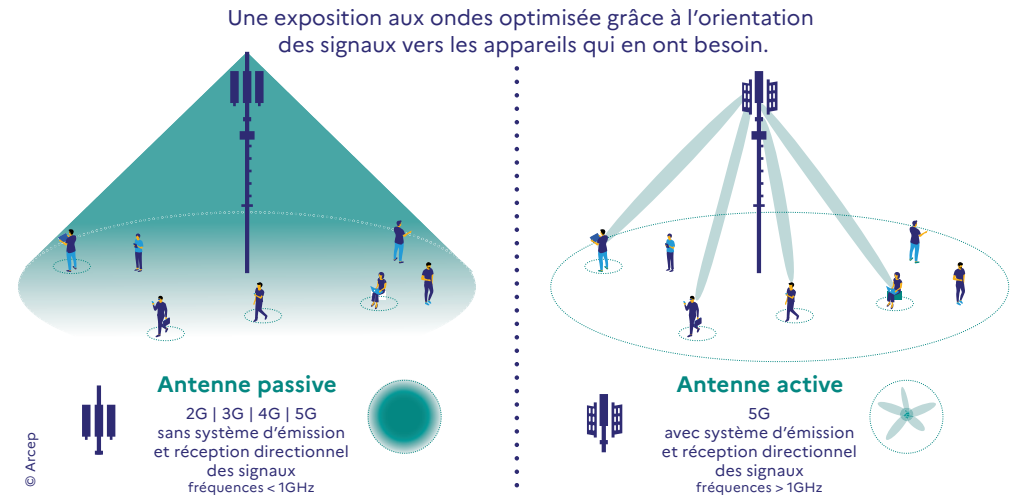 Une exposition aux ondes optimisée grâce à l’orientation
des signaux vers les appareils qui en ont besoin.
Antenne passive
2G | 3G | 4G | 5G
sans système d’émission
et réception directionnel
des signaux
fréquences < 1GHz
Antenne active
5G
avec système d’émission
et réception directionnel
des signaux
fréquences > 1GHz
© Arcep